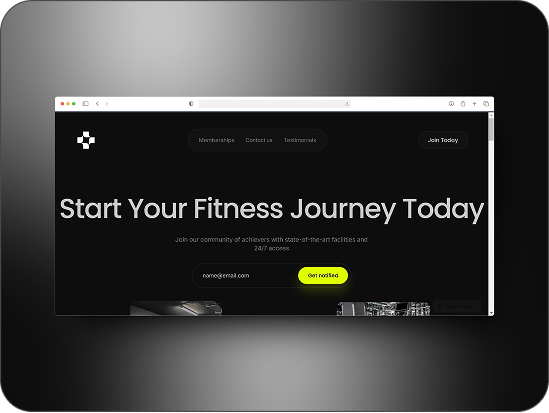 Memberships Contact us Testimonials
Join Today
Start Your Fitness Journey Today
Join our community of achievers with state-of-the-art facilities and
24/7 access
name@email.com
Get notified